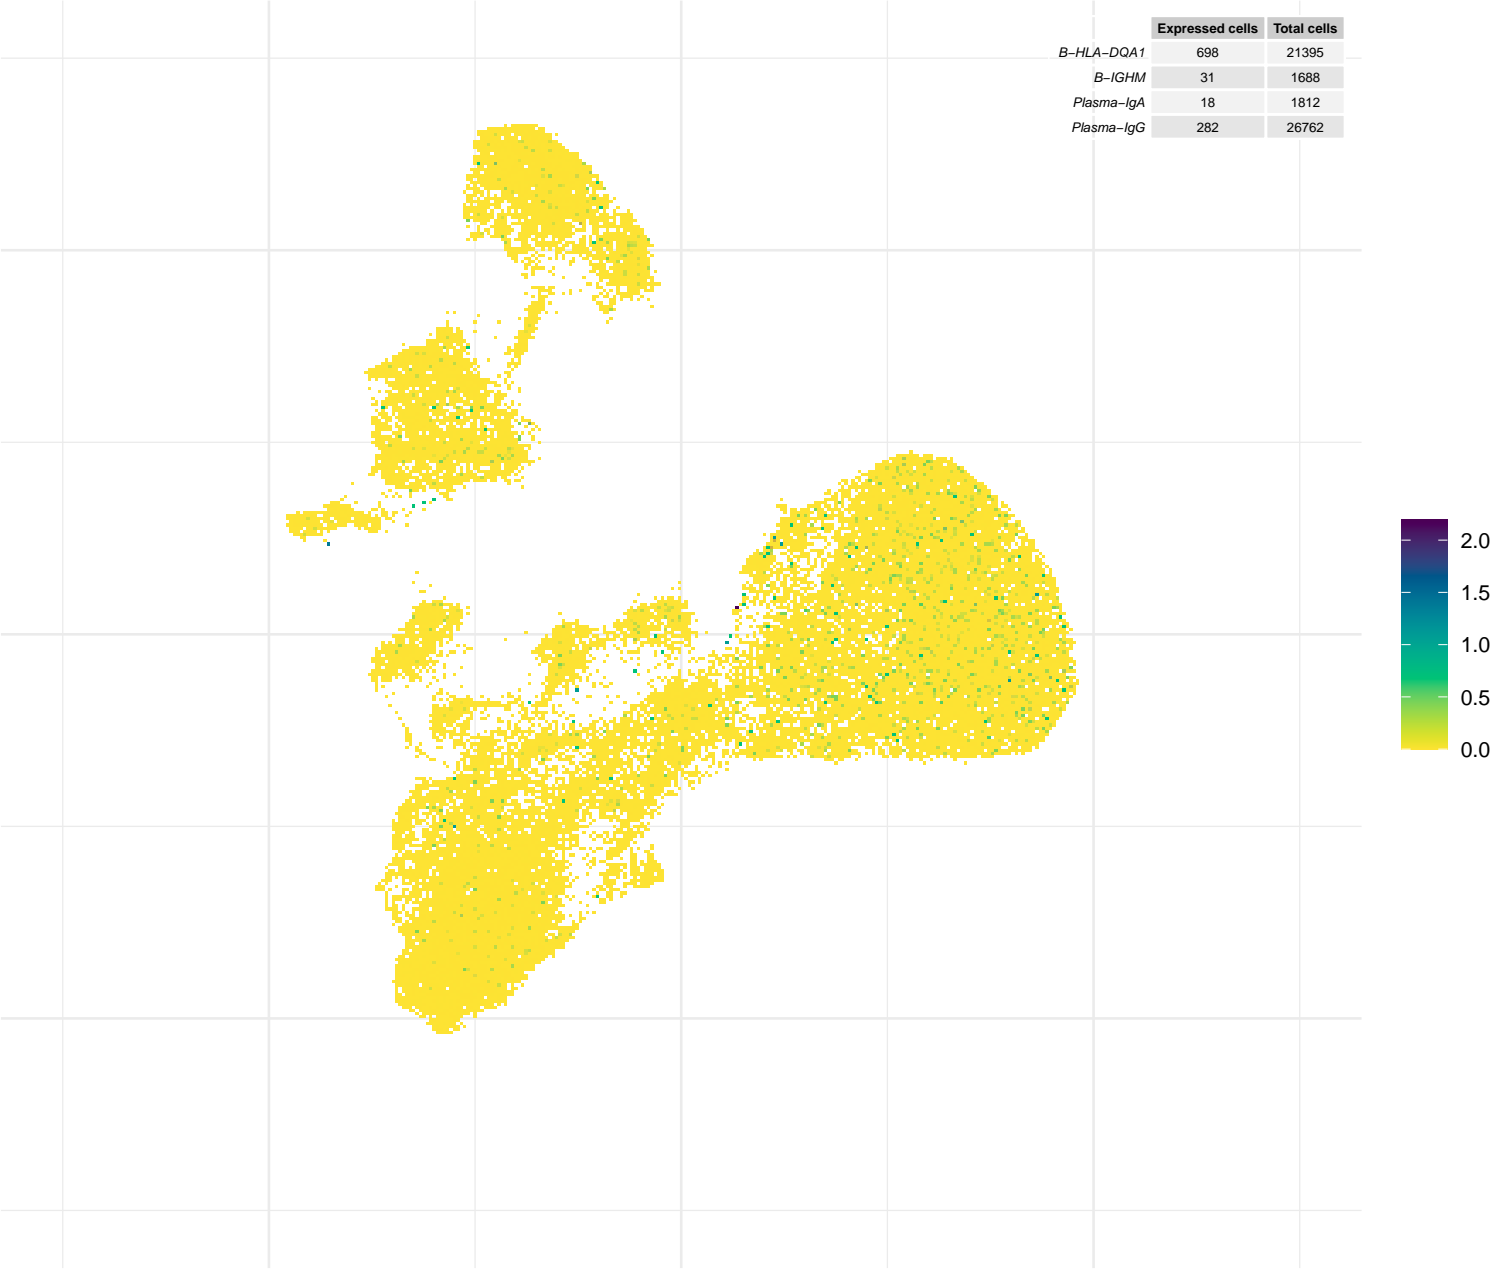 Expressed cells Total cells
B−HLA−DQA1 698 21395
B−IGHM 31 1688
Plasma−IgA 18 1812
Plasma−IgG 282 26762
2.0
1.5
1.0
0.5
0.0